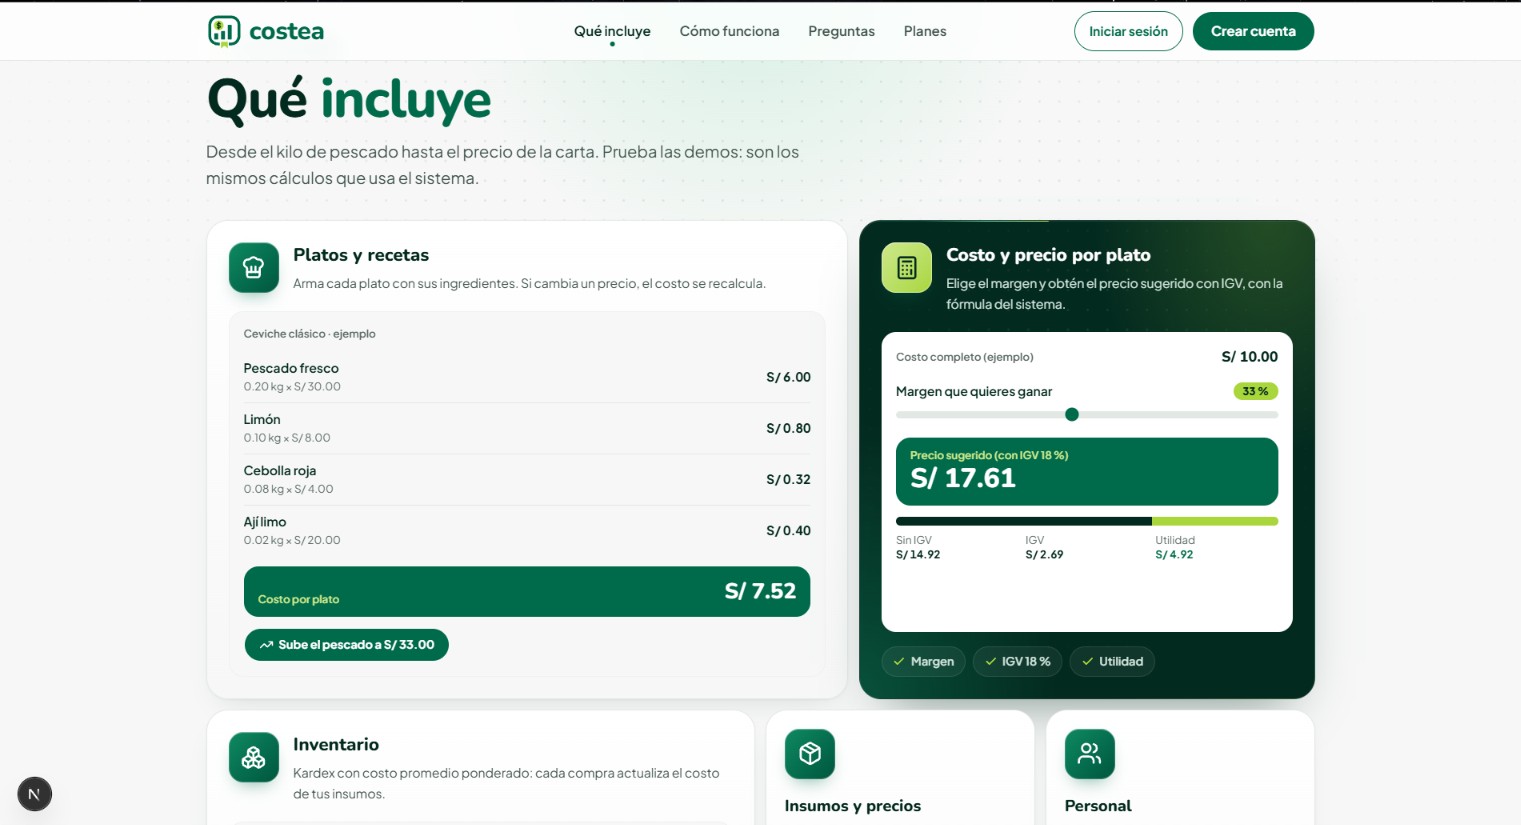 costea
Qué incluye
Cómo funciona
Preguntas
Planes
Iniciar sesión
Crear cuenta
Qué incluye
Desde el kilo de pescado hasta el precio de la carta. Prueba las demos: son los
mismos cálculos que usa el sistema.
Platos y recetas
Arma cada plato con sus ingredientes. Si cambia un precio, el costo se recalcula.
Ceviche clásico · ejemplo
Pescado fresco
0.20 kg × S/ 30.00
S/ 6.00
Limón
0.10 kg × S/ 8.00
S/ 0.80
Cebolla roja
0.08 kg × S/ 4.00
S/ 0.32
Ají limo
0.02 kg × S/ 20.00
S/ 0.40
Costo por plato
S/ 7.52
Sube el pescado a S/ 33.00
Costo y precio por plato
Elige el margen y obtén el precio sugerido con IGV, con la
fórmula del sistema.
Costo completo (ejemplo)
S/ 10.00
Margen que quieres ganar
33 %
Precio sugerido (con IGV 18 %)
S/ 17.61
Sin IGV
S/ 14.92
IGV
S/ 2.69
Utilidad
S/ 4.92
Margen
IGV 18 %
Utilidad
Inventario
Kardex con costo promedio ponderado: cada compra actualiza el costo
de tus insumos.
Insumos y precios
Personal
N